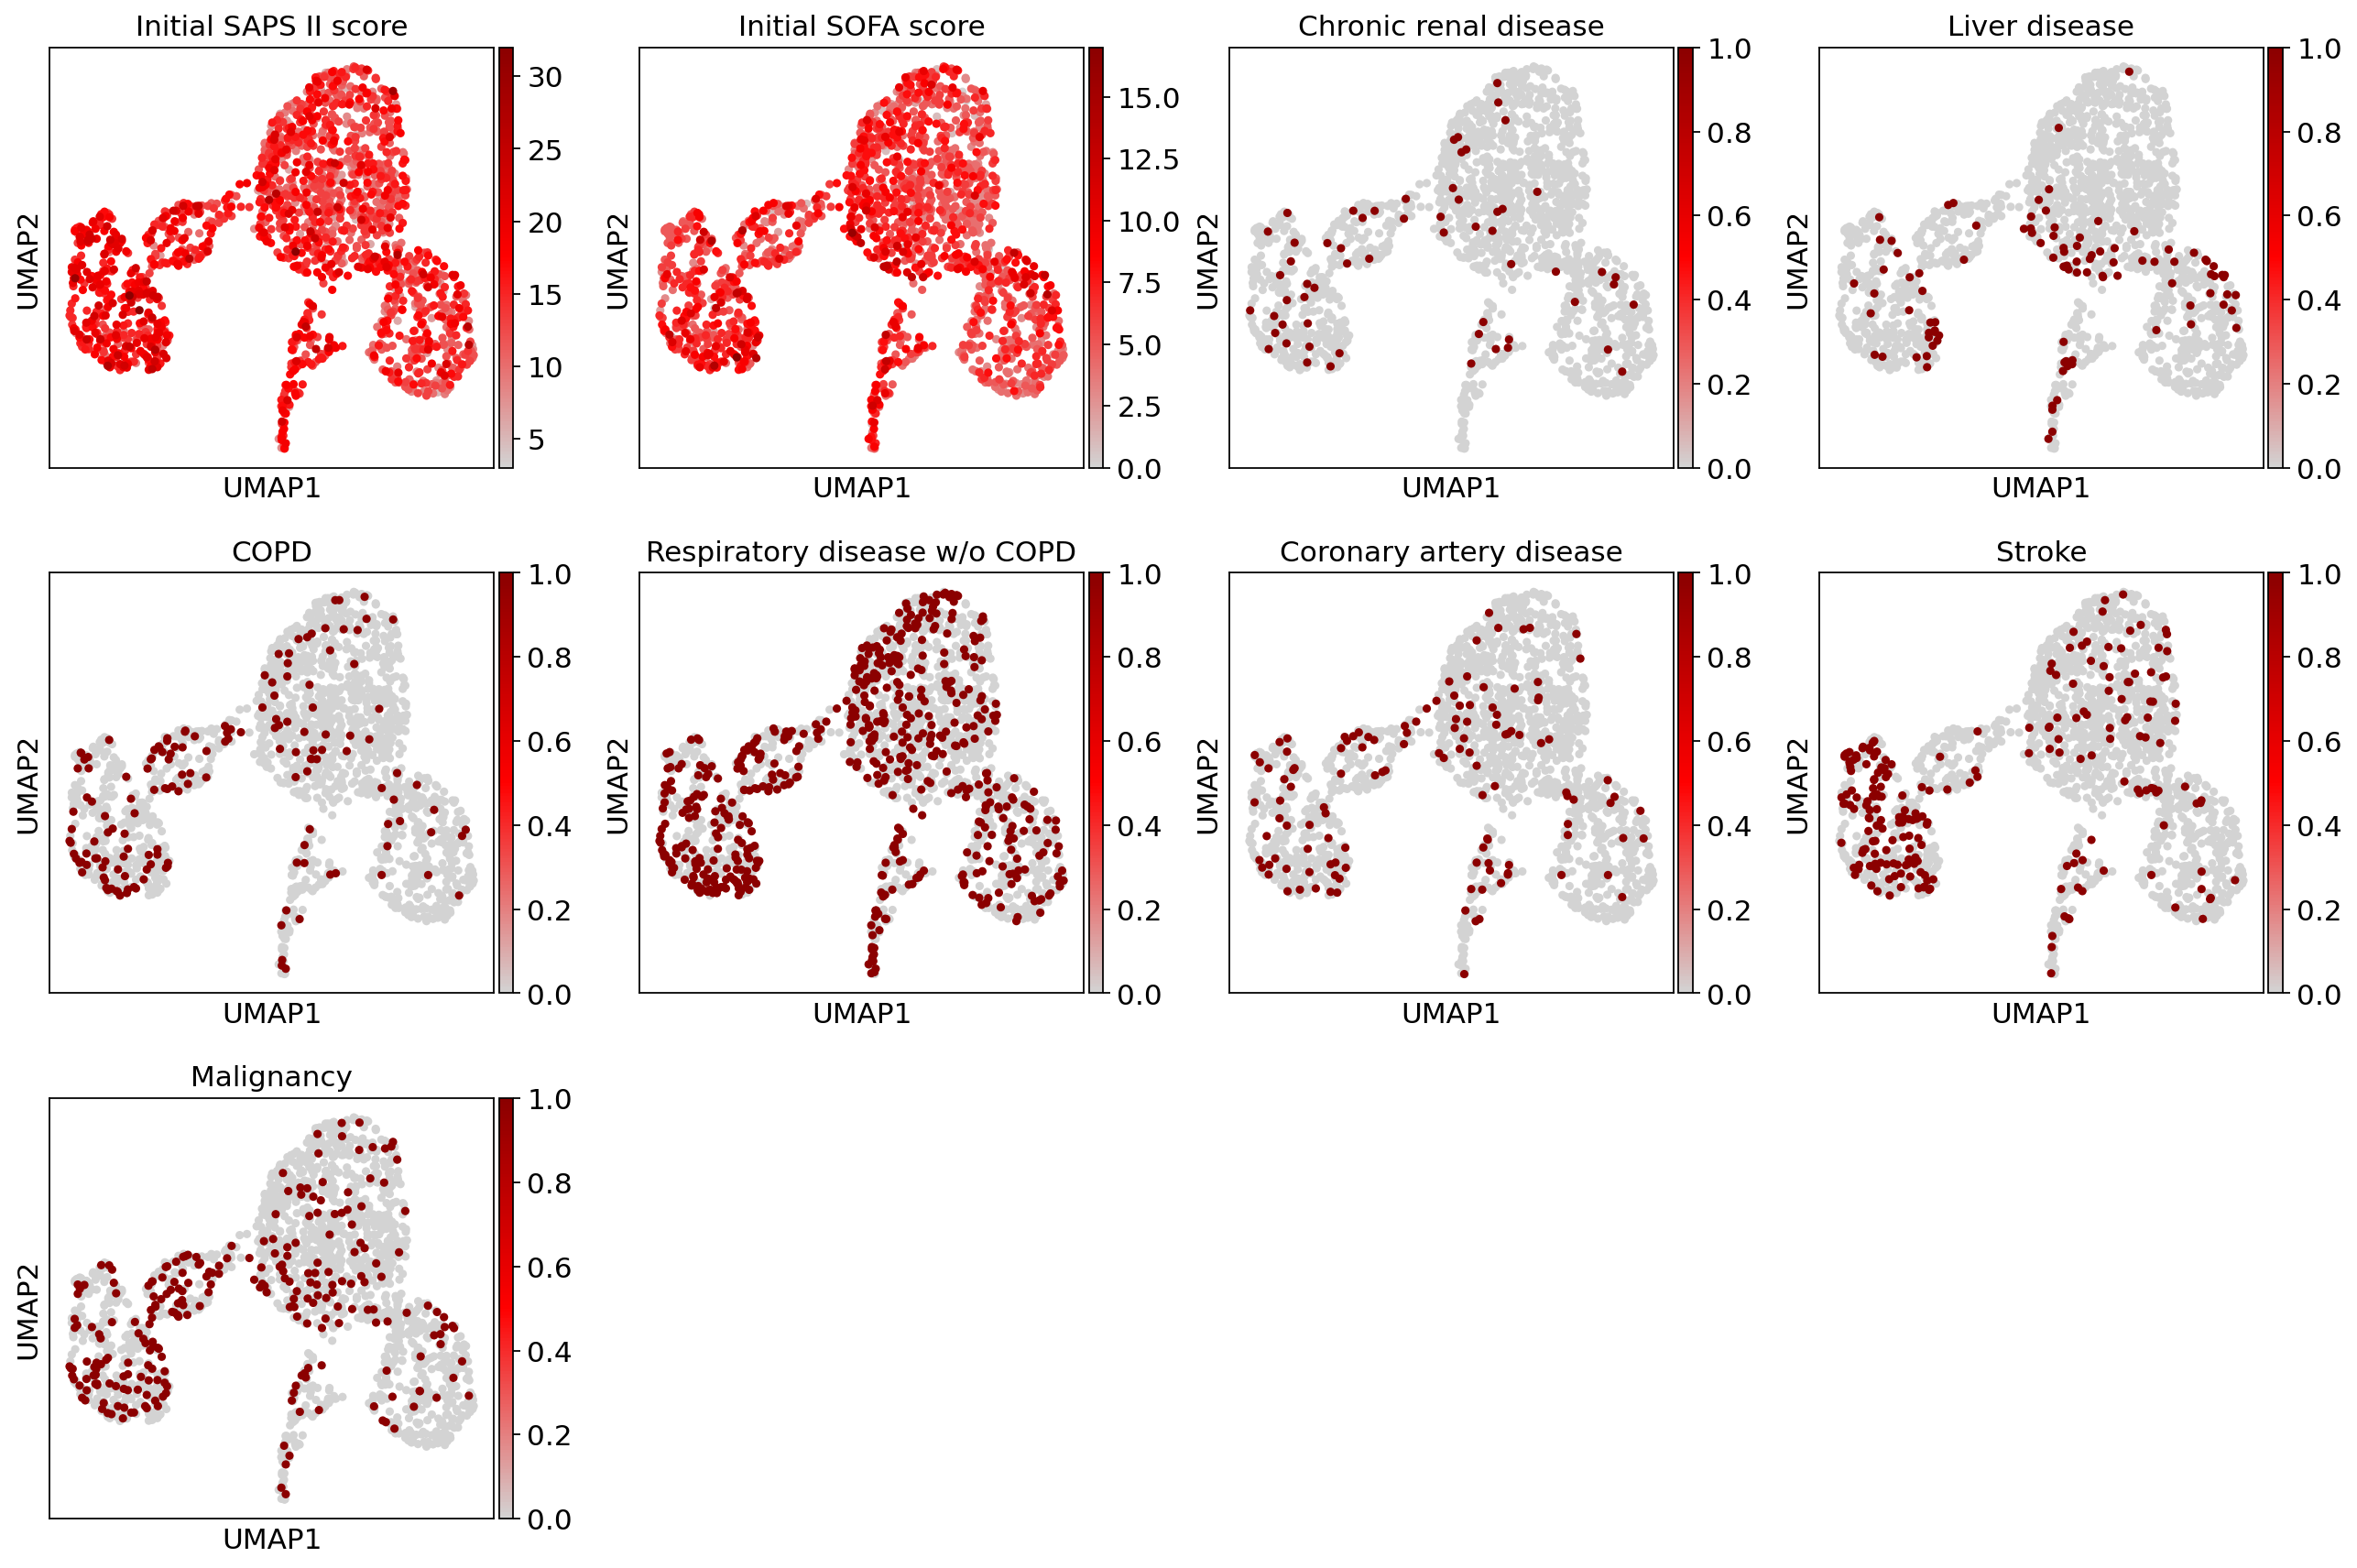 Initial SAPS II score
30
25
20
15
10
5
UMAP2
UMAP1
Initial SOFA score
15.0
12.5
10.0
7.5
5.0
2.5
0.0
UMAP2
UMAP1
Chronic renal disease
1.0
0.8
0.6
0.4
0.2
0.0
UMAP2
UMAP1
Liver disease
1.0
0.8
0.6
0.4
0.2
0.0
UMAP2
UMAP1
COPD
1.0
0.8
0.6
0.4
0.2
0.0
UMAP2
UMAP1
Respiratory disease w/o COPD
1.0
0.8
0.6
0.4
0.2
0.0
UMAP2
UMAP1
Coronary artery disease
1.0
0.8
0.6
0.4
0.2
0.0
UMAP2
UMAP1
Stroke
1.0
0.8
0.6
0.4
0.2
0.0
UMAP2
UMAP1
Malignancy
1.0
0.8
0.6
0.4
0.2
0.0
UMAP2
UMAP1